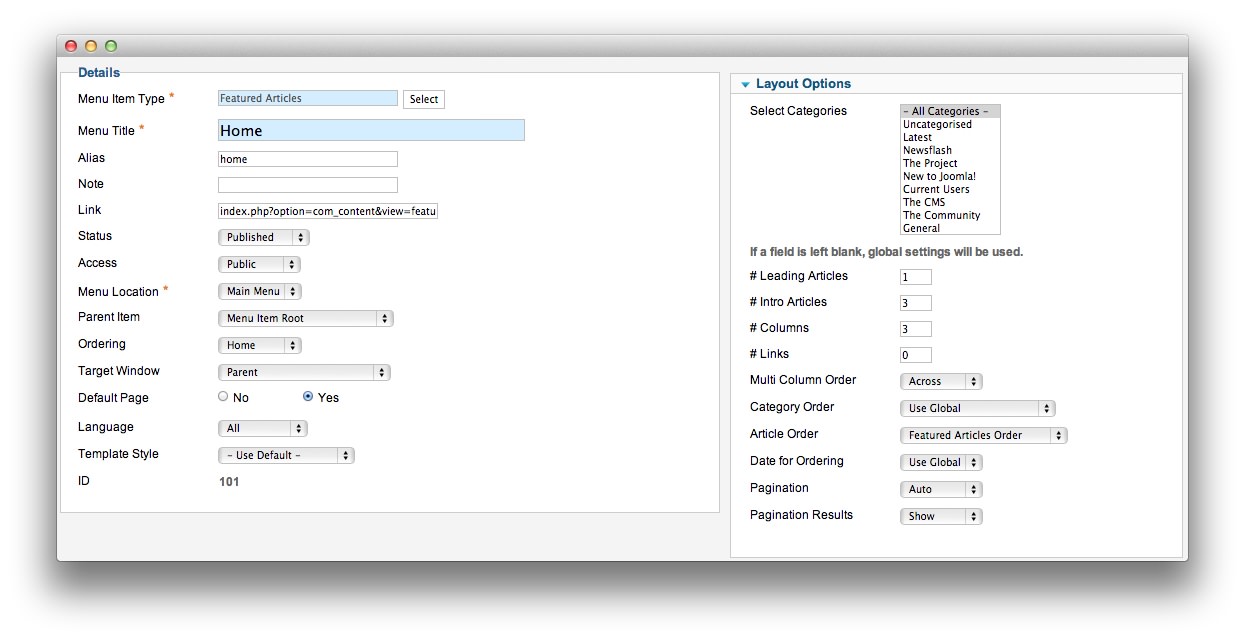 Details
Menu Item Type *
Featured Articles
Select
Menu Title *
Home
Alias
home
Note
Link
index.php?option=com_content&view=featu
Status
Published
Access
Public
Menu Location *
Main Menu
Parent Item
Menu Item Root
Ordering
Home
Target Window
Parent
Default Page
No
Yes
Language
All
Template Style
- Use Default -
ID
101
Layout Options
Select Categories
- All Categories -
Uncategorised
Latest
Newsflash
The Project
New to Joomla!
Current Users
The CMS
The Community
General
If a field is left blank, global settings will be used.
# Leading Articles
1
# Intro Articles
3
# Columns
3
# Links
0
Multi Column Order
Across
Category Order
Use Global
Article Order
Featured Articles Order
Date for Ordering
Use Global
Pagination
Auto
Pagination Results
Show